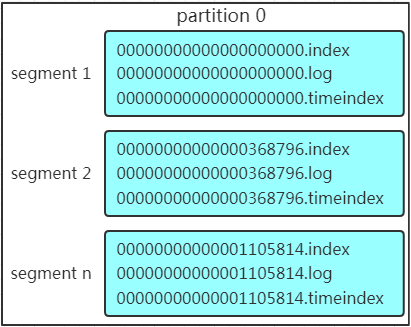 partition 0
segment 1
00000000000000000000.index
00000000000000000000.log
00000000000000000000.timeindex
segment 2
00000000000000368796.index
00000000000000368796.log
00000000000000368796.timeindex
segment n
00000000000001105814.index
00000000000001105814.log
00000000000001105814.timeindex